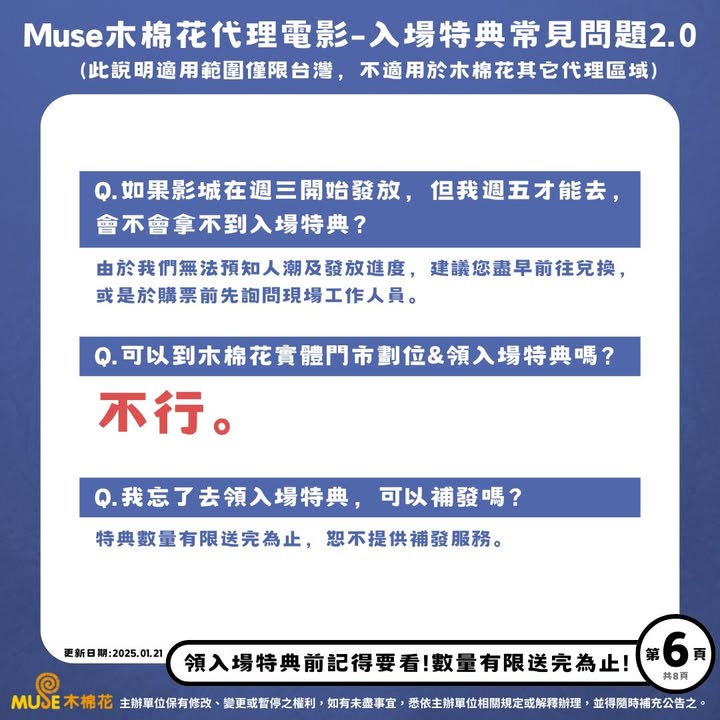 Muse木棉花代理電影-入場特典常見問題2.0
(此說明適用範圍僅限台灣，不適用於木棉花其它代理區域)
Q.如果影城在週三開始發放，但我週五才能去，
會不會拿不到入場特典？
由於我們無法預知人潮及發放進度，建議您盡早前往兌換，
或是於購票前先詢問現場工作人員。
Q.可以到木棉花實體門市劃位&領入場特典嗎？
不行。
Q.我忘了去領入場特典，可以補發嗎？
特典數量有限送完為止，恕不提供補發服務。
更新日期:2025.01.21
領入場特典前記得要看!數量有限送完為止!
第6頁
共8頁
MUSE木棉花
主辦單位保有修改、變更或暫停之權利，如有未盡事宜，悉依主辦單位相關規定或解釋辦理，並得隨時補充公告之。